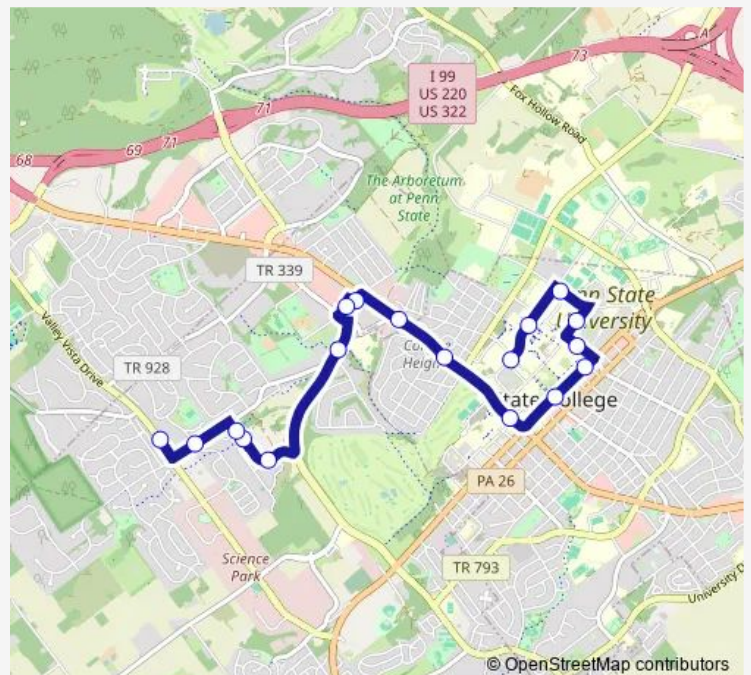 A
73
I 99
US 220
US 322
Fox Hollow Road
71
71
69
68
The Arboretum
at Penn
State
TR 339
Penn State
University
Valley Vista Drive
TR 928
State College
PA 26
Science
Park
TR 793
University D
© OpenStreetMap contributors